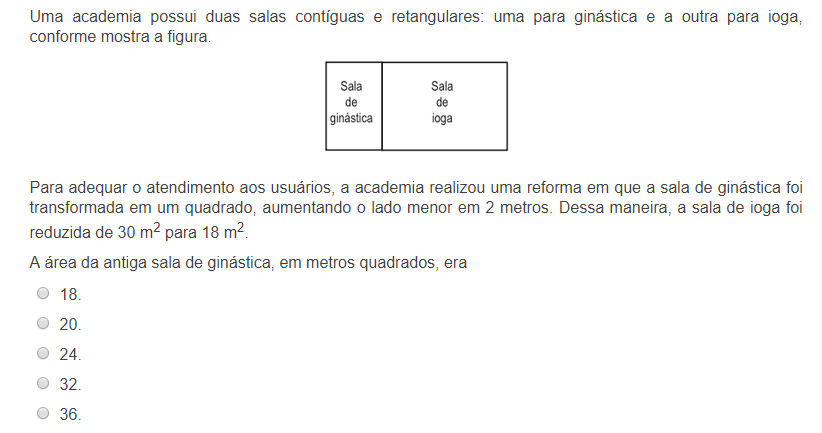 Uma academia possui duas salas contíguas e retangulares: uma para ginástica e a outra para ioga,
conforme mostra a figura.
Sala
de
ginástica
Sala
de
ioga
Para adequar o atendimento aos usuários, a academia realizou uma reforma em que a sala de ginástica foi
transformada em um quadrado, aumentando o lado menor em 2 metros. Dessa maneira, a sala de ioga foi
reduzida de 30 m² para 18 m².
A área da antiga sala de ginástica, em metros quadrados, era
18.
20.
24.
32.
36.